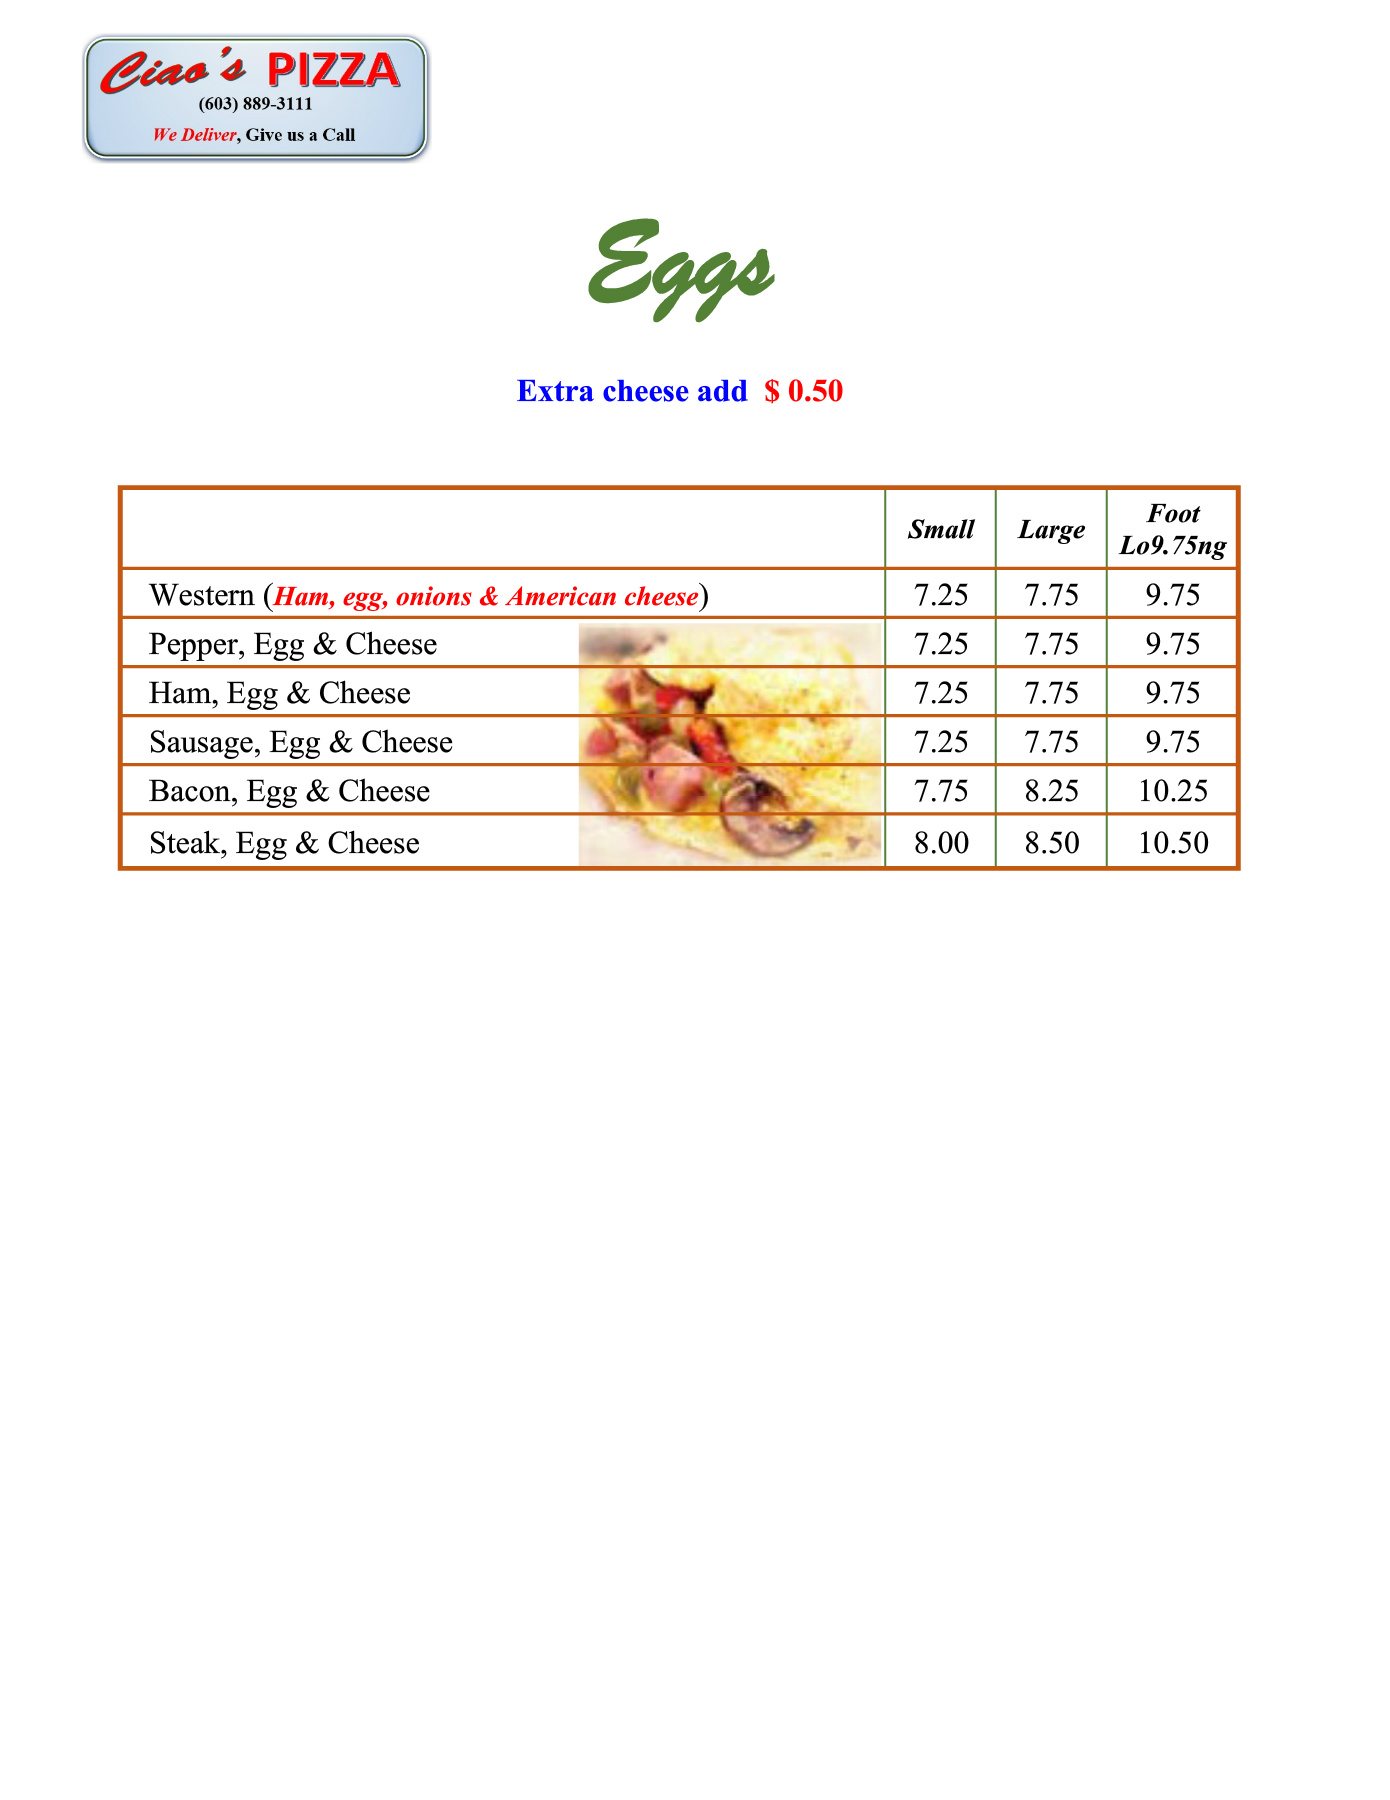 Ciao's PIZZA
(603) 889-3111
We Deliver, Give us a Call
Eggs
Extra cheese add $ 0.50
Small Large Foot
Lo9.75ng
Western (Ham, egg, onions & American cheese) 7.25 7.75 9.75
Pepper, Egg & Cheese 7.25 7.75 9.75
Ham, Egg & Cheese 7.25 7.75 9.75
Sausage, Egg & Cheese 7.25 7.75 9.75
Bacon, Egg & Cheese 7.75 8.25 10.25
Steak, Egg & Cheese 8.00 8.50 10.50